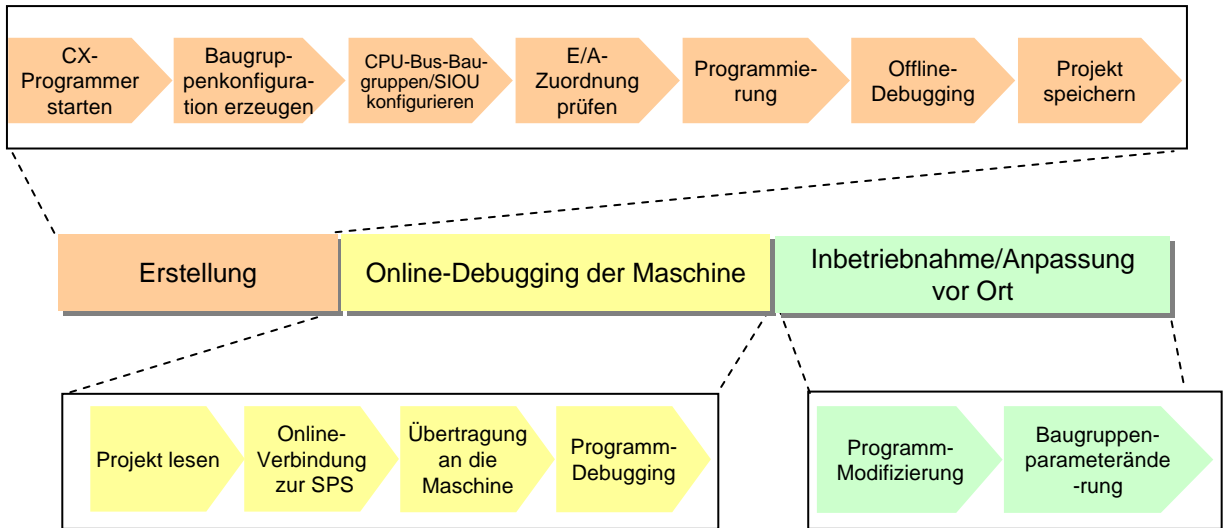 CX-
Programmer
starten
Baugrup-
penkonfigura-
tion erzeugen
CPU-Bus-Bau-
gruppen/SIOU
konfigurieren
E/A-
Zuordnung
prüfen
Programmie-
rung
Offline-
Debugging
Projekt
speichern
Erstellung
Online-Debugging der Maschine
Inbetriebnahme/Anpassung
vor Ort
Projekt lesen
Online-
Verbindung
zur SPS
Übertragung
an die
Maschine
Programm-
Debugging
Programm-
Modifizierung
Baugruppen-
parameterände
-rung